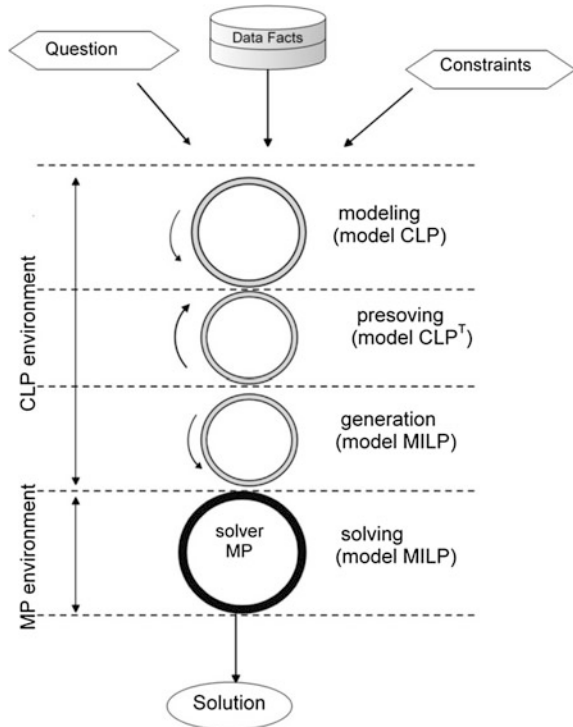 Question
Data Facts
Constraints
CLP environment
modeling
(model CLP)
presoving
(model CLPᵀ)
generation
(model MILP)
MP environment
solver
MP
solving
(model MILP)
Solution